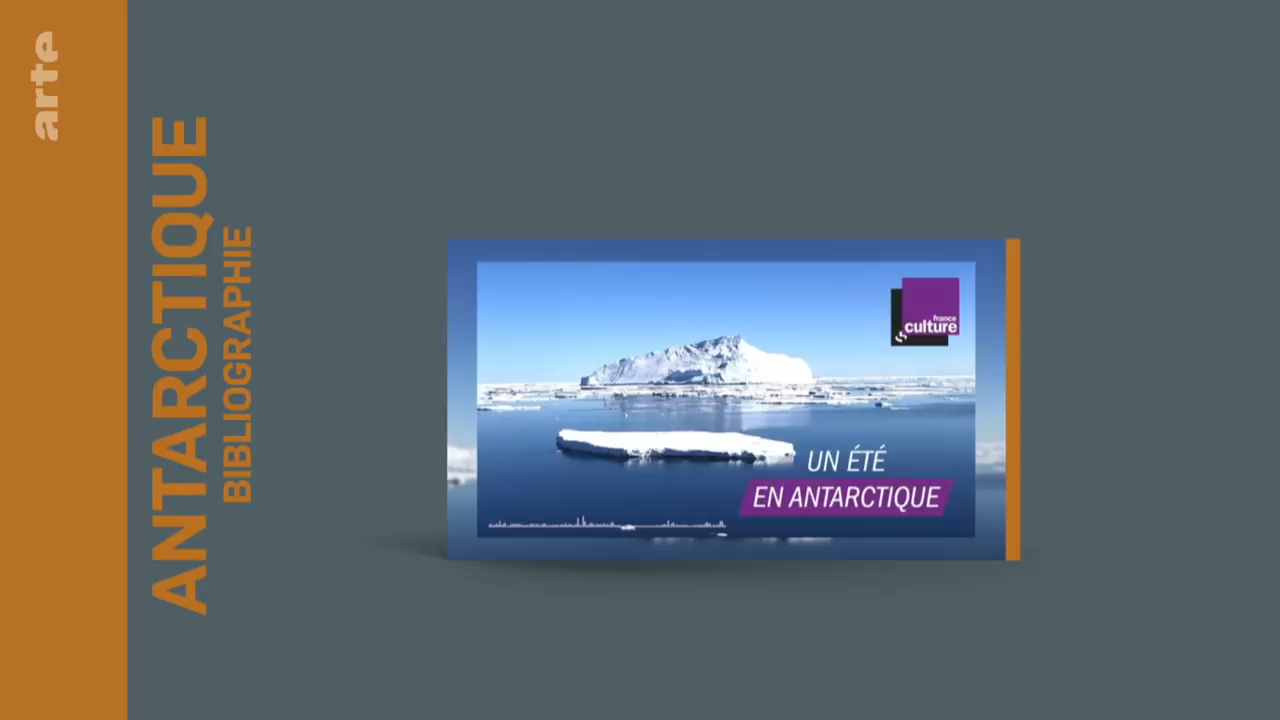 arte
ANTARCTIQUE
BIBLIOGRAPHIE
france
culture
UN ÉTÉ
EN ANTARCTIQUE